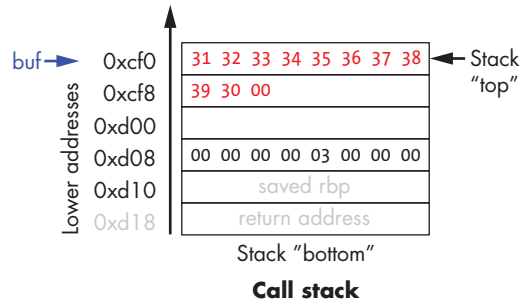 buf 0xcf0 31 32 33 34 35 36 37 38 Stack "top"
0xcf8 39 30 00
0xd00
0xd08 00 00 00 00 03 00 00 00
0xd10 saved rbp
0xd18 return address
Lower addresses
Stack "bottom"
Call stack